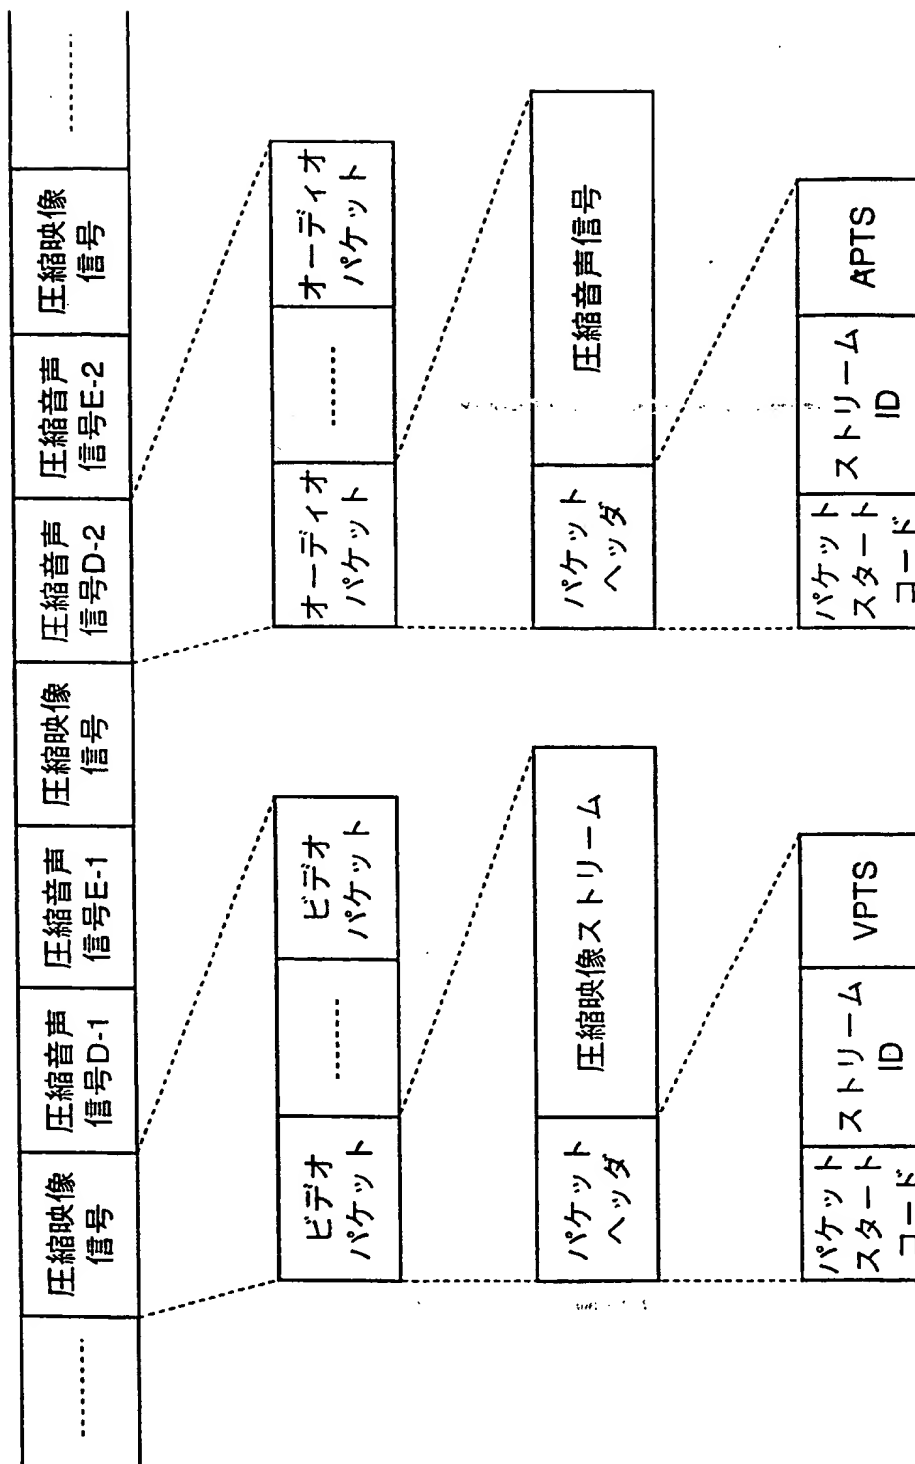 ………
圧縮映像
信号
圧縮音声
信号D-1
圧縮音声
信号E-1
圧縮映像
信号
圧縮音声
信号D-2
圧縮音声
信号E-2
圧縮映像
信号
………
ビデオ
パケット
………
ビデオ
パケット
オーディオ
パケット
………
オーディオ
パケット
パケット
ヘッダ
圧縮映像ストリーム
パケット
ヘッダ
圧縮音声信号
パケット
スタート
コード
ストリーム
ID
VPTS
パケット
スタート
コード
ストリーム
ID
APTS